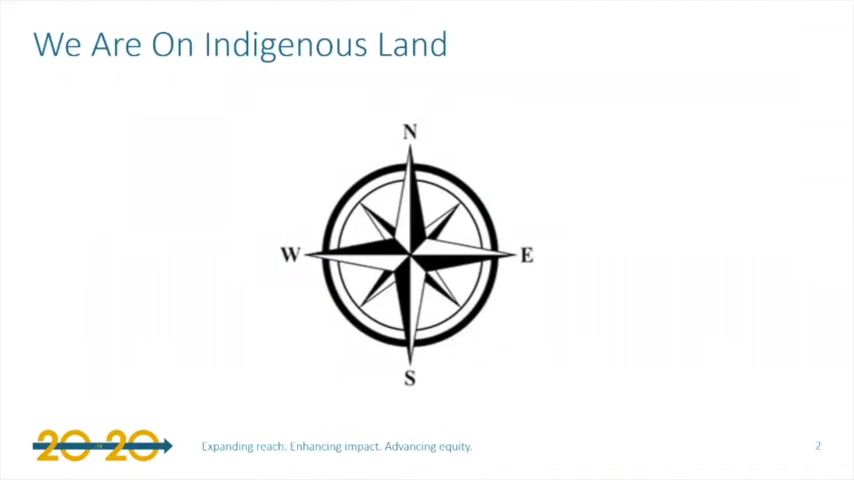 We Are On Indigenous Land
N
W
E
S
20 20
Expanding reach. Enhancing impact. Advancing equity.
2